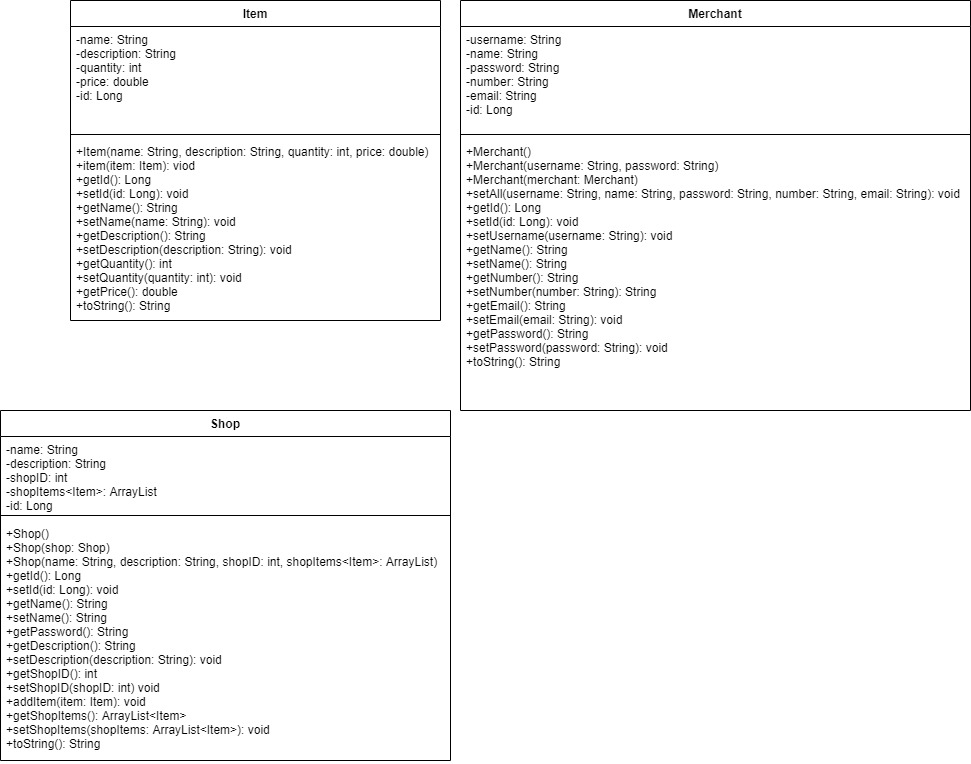 Item
-name: String
-description: String
-quantity: int
-price: double
-id: Long
+Item(name: String, description: String, quantity: int, price: double)
+item(item: Item): viod
+getId(): Long
+setId(id: Long): void
+getName(): String
+setName(name: String): void
+getDescription(): String
+setDescription(description: String): void
+getQuantity(): int
+setQuantity(quantity: int): void
+getPrice(): double
+toString(): String
Merchant
-username: String
-name: String
-password: String
-number: String
-email: String
-id: Long
+Merchant()
+Merchant(username: String, password: String)
+Merchant(merchant: Merchant)
+setAll(username: String, name: String, password: String, number: String, email: String): void
+getId(): Long
+setId(id: Long): void
+setUsername(username: String): void
+getName(): String
+setName(): String
+getNumber(): String
+setNumber(number: String): String
+getEmail(): String
+setEmail(email: String): void
+getPassword(): String
+setPassword(password: String): void
+toString(): String
Shop
-name: String
-description: String
-shopID: int
-shopItems<Item>: ArrayList
-id: Long
+Shop()
+Shop(shop: Shop)
+Shop(name: String, description: String, shopID: int, shopItems<Item>: ArrayList)
+getId(): Long
+setId(id: Long): void
+getName(): String
+setName(): String
+getPassword(): String
+getDescription(): String
+setDescription(description: String): void
+getShopID(): int
+setShopID(shopID: int) void
+addItem(item: Item): void
+getShopItems(): ArrayList<Item>
+setShopItems(shopItems: ArrayList<Item>): void
+toString(): String